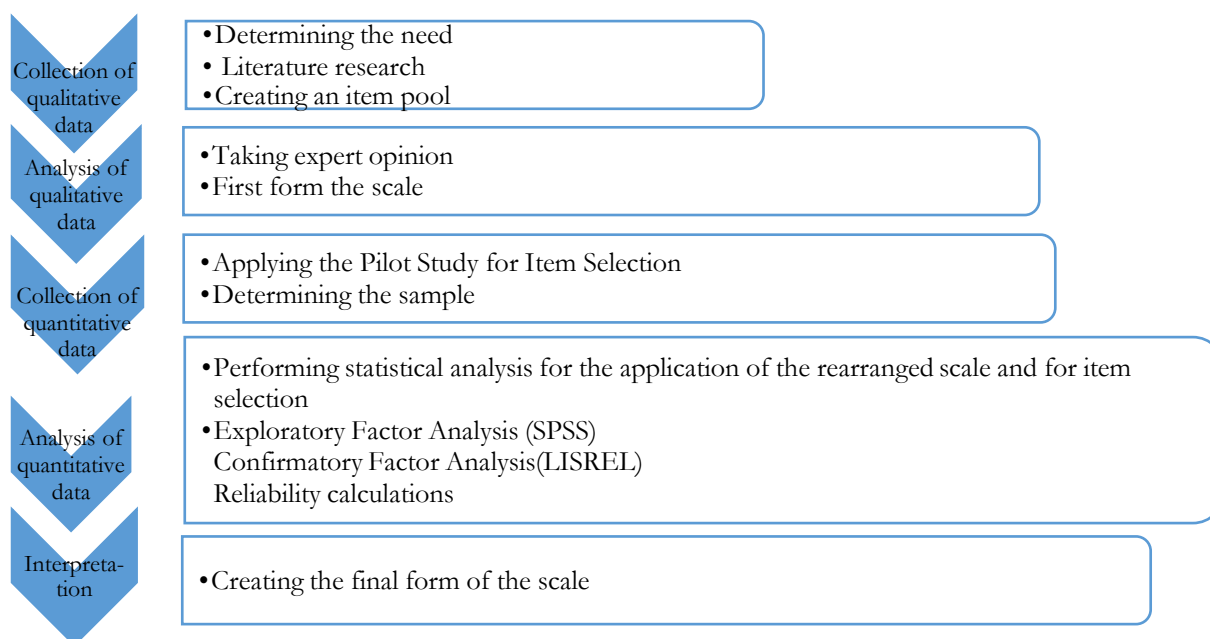 Collection of
qualitative
data
•Determining the need
• Literature research
•Creating an item pool
Analysis of
qualitative
data
•Taking expert opinion
•First form the scale
Collection of
quantitative
data
•Applying the Pilot Study for Item Selection
•Determining the sample
Analysis of
quantitative
data
•Performing statistical analysis for the application of the rearranged scale and for item
selection
•Exploratory Factor Analysis (SPSS)
Confirmatory Factor Analysis(LISREL)
Reliability calculations
Interpreta-
tion
•Creating the final form of the scale